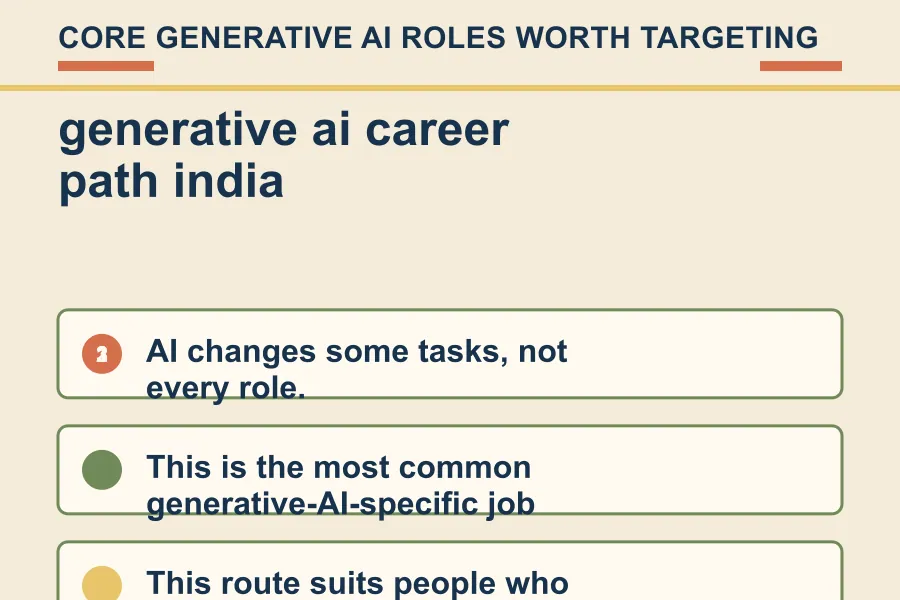 CORE GENERATIVE AI ROLES WORTH TARGETING
generative ai career
path india
AI changes some tasks, not
every role.
This is the most common
generative-AI-specific job
This route suits people who